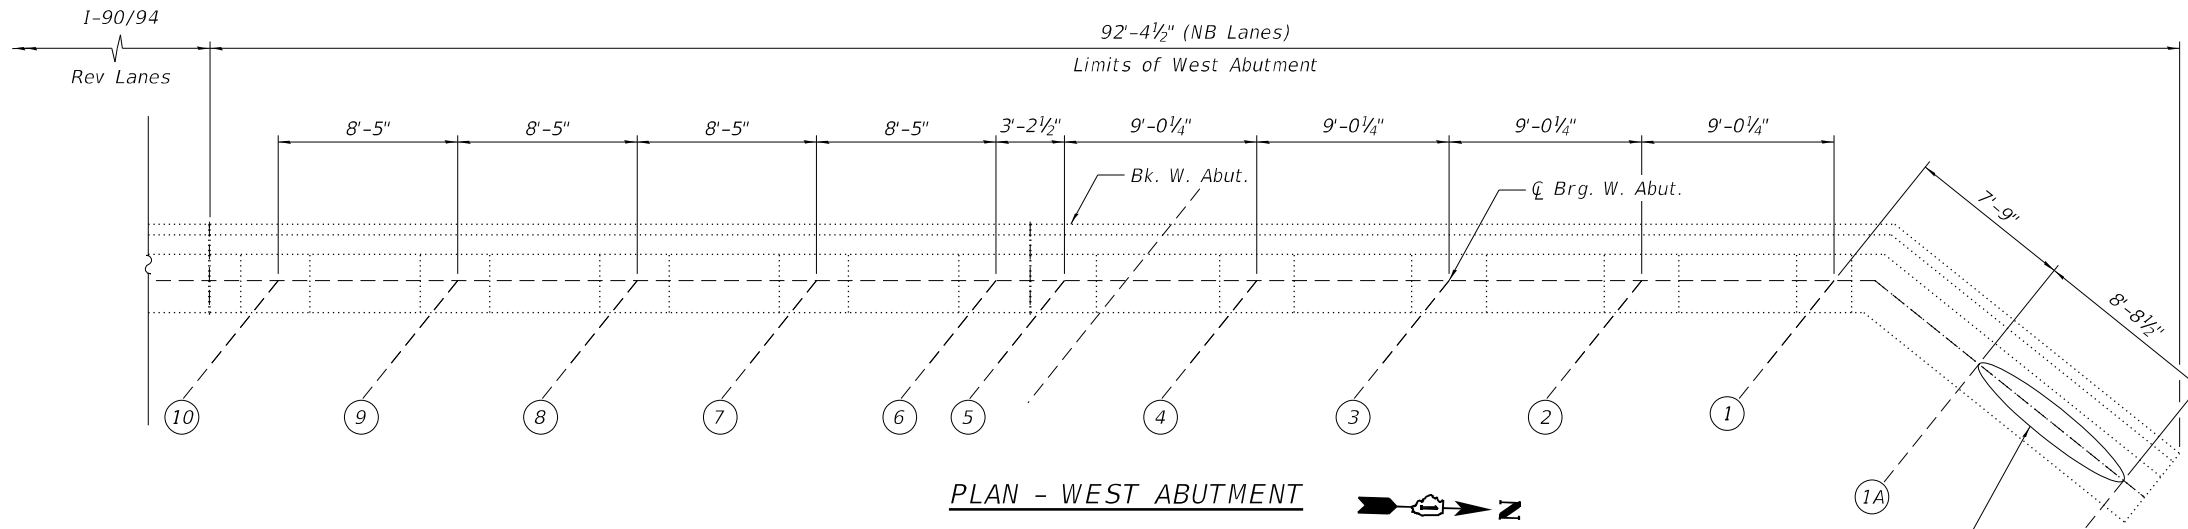 I-90/94
Rev Lanes
92'-4½" (NB Lanes)
Limits of West Abutment
8'-5"
8'-5"
8'-5"
8'-5"
3'-2½"
9'-0¼"
9'-0¼"
9'-0¼"
9'-0¼"
Bk. W. Abut.
℄ Brg. W. Abut.
7'-9"
8'-8½"
10
9
8
7
6
5
4
3
2
1
1A
PLAN - WEST ABUTMENT
N